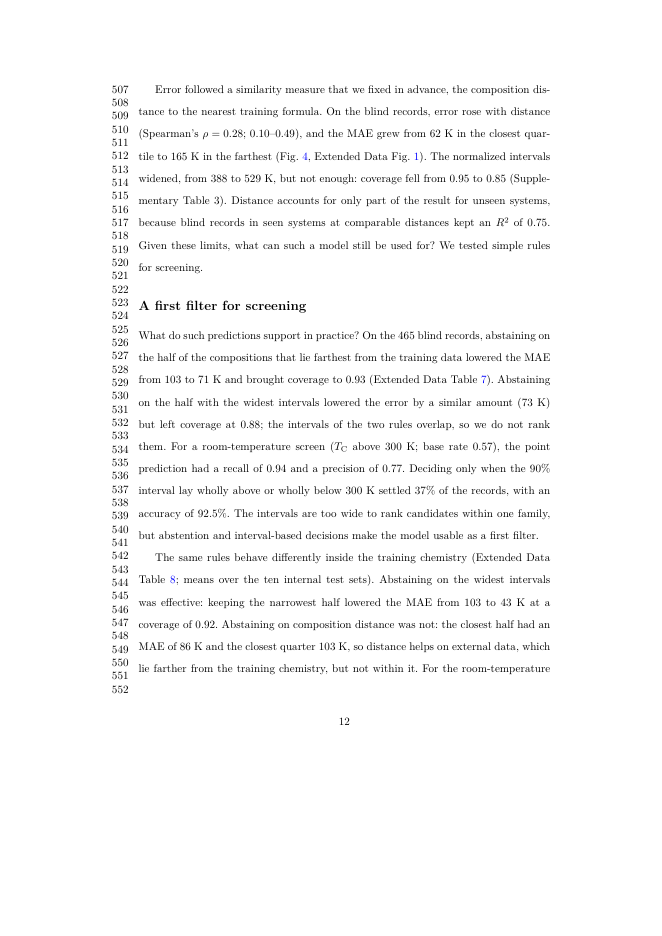 507 Error followed a similarity measure that we fixed in advance, the composition dis-
508
509 tance to the nearest training formula. On the blind records, error rose with distance
510 (Spearman's ρ = 0.28; 0.10–0.49), and the MAE grew from 62 K in the closest quar-
511
512 tile to 165 K in the farthest (Fig. 4, Extended Data Fig. 1). The normalized intervals
513
514 widened, from 388 to 529 K, but not enough: coverage fell from 0.95 to 0.85 (Supple-
515 mentary Table 3). Distance accounts for only part of the result for unseen systems,
516
517 because blind records in seen systems at comparable distances kept an R² of 0.75.
518
519 Given these limits, what can such a model still be used for? We tested simple rules
520 for screening.
521
522
523 A first filter for screening
524
525 What do such predictions support in practice? On the 465 blind records, abstaining on
526
527 the half of the compositions that lie farthest from the training data lowered the MAE
528
529 from 103 to 71 K and brought coverage to 0.93 (Extended Data Table 7). Abstaining
530 on the half with the widest intervals lowered the error by a similar amount (73 K)
531
532 but left coverage at 0.88; the intervals of the two rules overlap, so we do not rank
533
534 them. For a room-temperature screen (T_C above 300 K; base rate 0.57), the point
535 prediction had a recall of 0.94 and a precision of 0.77. Deciding only when the 90%
536
537 interval lay wholly above or wholly below 300 K settled 37% of the records, with an
538
539 accuracy of 92.5%. The intervals are too wide to rank candidates within one family,
540 but abstention and interval-based decisions make the model usable as a first filter.
541
542 The same rules behave differently inside the training chemistry (Extended Data
543
544 Table 8; means over the ten internal test sets). Abstaining on the widest intervals
545 was effective: keeping the narrowest half lowered the MAE from 103 to 43 K at a
546
547 coverage of 0.92. Abstaining on composition distance was not: the closest half had an
548
549 MAE of 86 K and the closest quarter 103 K, so distance helps on external data, which
550 lie farther from the training chemistry, but not within it. For the room-temperature
551
552
12